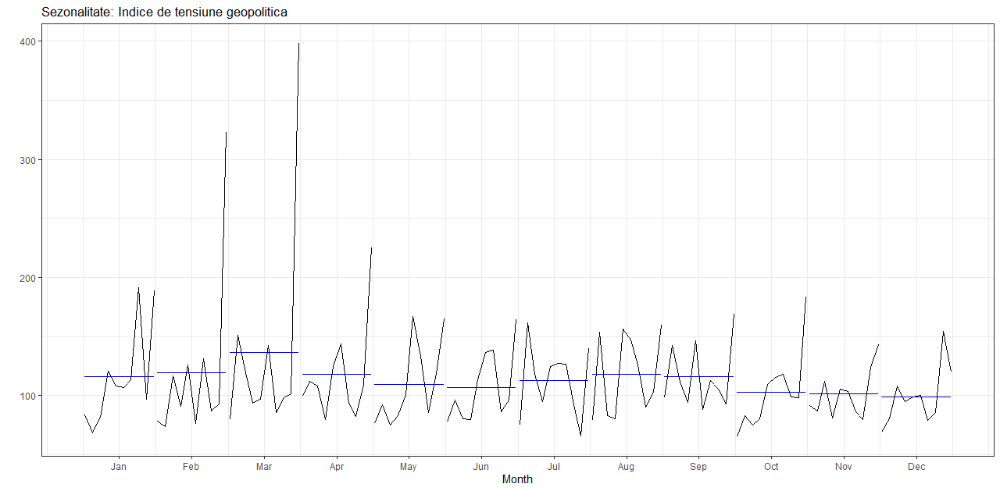 Sezonalitate: Indice de tensiune geopolitica
400
300
200
100
Jan Feb Mar Apr May Jun Jul Aug Sep Oct Nov Dec
Month